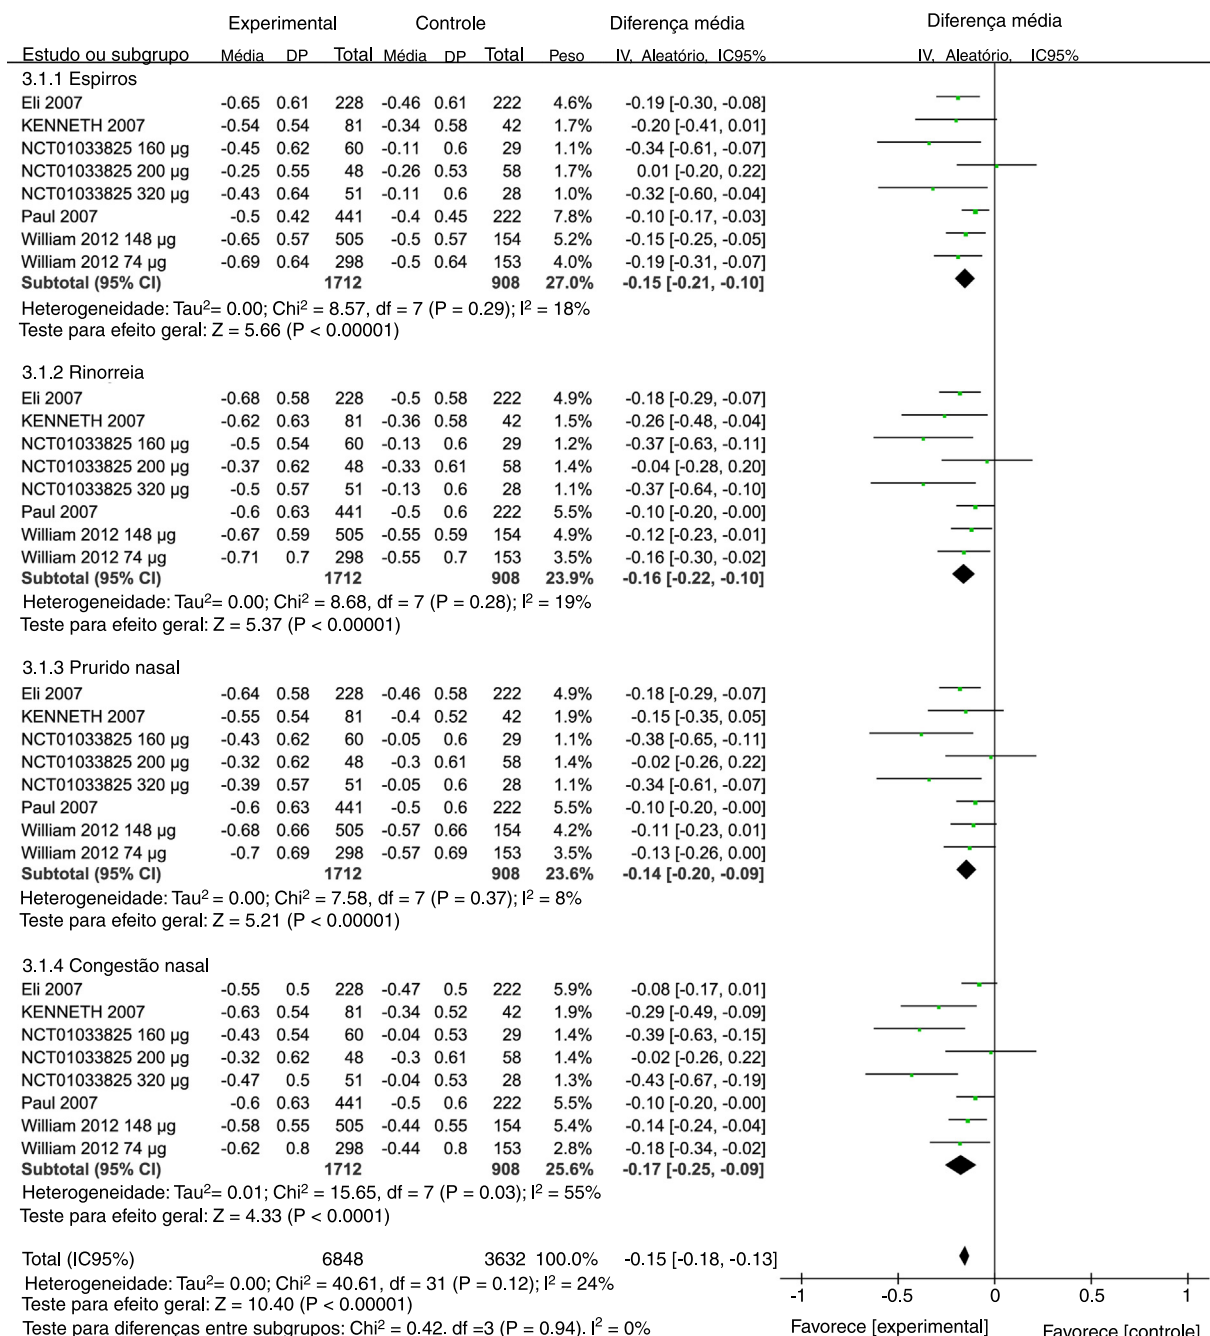 Experimental Controle Diferença média Diferença média
Estudo ou subgrupo Média DP Total Média DP Total Peso IV, Aleatório, IC95% IV, Aleatório, IC95%
3.1.1 Espirros
Eli 2007 -0.65 0.61 228 -0.46 0.61 222 4.6% -0.19 [-0.30, -0.08]
KENNETH 2007 -0.54 0.54 81 -0.34 0.58 42 1.7% -0.20 [-0.41, 0.01]
NCT01033825 160 µg -0.45 0.62 60 -0.11 0.6 29 1.1% -0.34 [-0.61, -0.07]
NCT01033825 200 µg -0.25 0.55 48 -0.26 0.53 58 1.7% 0.01 [-0.20, 0.22]
NCT01033825 320 µg -0.43 0.64 51 -0.11 0.6 28 1.0% -0.32 [-0.60, -0.04]
Paul 2007 -0.5 0.42 441 -0.4 0.45 222 7.8% -0.10 [-0.17, -0.03]
William 2012 148 µg -0.65 0.57 505 -0.5 0.57 154 5.2% -0.15 [-0.25, -0.05]
William 2012 74 µg -0.69 0.64 298 -0.5 0.64 153 4.0% -0.19 [-0.31, -0.07]
Subtotal (95% CI) 1712 908 27.0% -0.15 [-0.21, -0.10]
Heterogeneidade: Tau²= 0.00; Chi² = 8.57, df = 7 (P = 0.29); I² = 18%
Teste para efeito geral: Z = 5.66 (P < 0.00001)
3.1.2 Rinorreia
Eli 2007 -0.68 0.58 228 -0.5 0.58 222 4.9% -0.18 [-0.29, -0.07]
KENNETH 2007 -0.62 0.63 81 -0.36 0.58 42 1.5% -0.26 [-0.48, -0.04]
NCT01033825 160 µg -0.5 0.54 60 -0.13 0.6 29 1.2% -0.37 [-0.63, -0.11]
NCT01033825 200 µg -0.37 0.62 48 -0.33 0.61 58 1.4% -0.04 [-0.28, 0.20]
NCT01033825 320 µg -0.5 0.57 51 -0.13 0.6 28 1.1% -0.37 [-0.64, -0.10]
Paul 2007 -0.6 0.63 441 -0.5 0.6 222 5.5% -0.10 [-0.20, -0.00]
William 2012 148 µg -0.67 0.59 505 -0.55 0.59 154 4.9% -0.12 [-0.23, -0.01]
William 2012 74 µg -0.71 0.7 298 -0.55 0.7 153 3.5% -0.16 [-0.30, -0.02]
Subtotal (95% CI) 1712 908 23.9% -0.16 [-0.22, -0.10]
Heterogeneidade: Tau²= 0.00; Chi² = 8.68, df = 7 (P = 0.28); I² = 19%
Teste para efeito geral: Z = 5.37 (P < 0.00001)
3.1.3 Prurido nasal
Eli 2007 -0.64 0.58 228 -0.46 0.58 222 4.9% -0.18 [-0.29, -0.07]
KENNETH 2007 -0.55 0.54 81 -0.4 0.52 42 1.9% -0.15 [-0.35, 0.05]
NCT01033825 160 µg -0.43 0.62 60 -0.05 0.6 29 1.1% -0.38 [-0.65, -0.11]
NCT01033825 200 µg -0.32 0.62 48 -0.3 0.61 58 1.4% -0.02 [-0.26, 0.22]
NCT01033825 320 µg -0.39 0.57 51 -0.05 0.6 28 1.1% -0.34 [-0.61, -0.07]
Paul 2007 -0.6 0.63 441 -0.5 0.6 222 5.5% -0.10 [-0.20, -0.00]
William 2012 148 µg -0.68 0.66 505 -0.57 0.66 154 4.2% -0.11 [-0.23, 0.01]
William 2012 74 µg -0.7 0.69 298 -0.57 0.69 153 3.5% -0.13 [-0.26, 0.00]
Subtotal (95% CI) 1712 908 23.6% -0.14 [-0.20, -0.09]
Heterogeneidade: Tau² = 0.00; Chi² = 7.58, df = 7 (P = 0.37); I² = 8%
Teste para efeito geral: Z = 5.21 (P < 0.00001)
3.1.4 Congestão nasal
Eli 2007 -0.55 0.5 228 -0.47 0.5 222 5.9% -0.08 [-0.17, 0.01]
KENNETH 2007 -0.63 0.54 81 -0.34 0.52 42 1.9% -0.29 [-0.49, -0.09]
NCT01033825 160 µg -0.43 0.54 60 -0.04 0.53 29 1.4% -0.39 [-0.63, -0.15]
NCT01033825 200 µg -0.32 0.62 48 -0.3 0.61 58 1.4% -0.02 [-0.26, 0.22]
NCT01033825 320 µg -0.47 0.5 51 -0.04 0.53 28 1.3% -0.43 [-0.67, -0.19]
Paul 2007 -0.6 0.63 441 -0.5 0.6 222 5.5% -0.10 [-0.20, -0.00]
William 2012 148 µg -0.58 0.55 505 -0.44 0.55 154 5.4% -0.14 [-0.24, -0.04]
William 2012 74 µg -0.62 0.8 298 -0.44 0.8 153 2.8% -0.18 [-0.34, -0.02]
Subtotal (95% CI) 1712 908 25.6% -0.17 [-0.25, -0.09]
Heterogeneidade: Tau²= 0.01; Chi² = 15.65, df = 7 (P = 0.03); I² = 55%
Teste para efeito geral: Z = 4.33 (P < 0.0001)
Total (IC95%) 6848 3632 100.0% -0.15 [-0.18, -0.13]
Heterogeneidade: Tau²= 0.00; Chi² = 40.61, df = 31 (P = 0.12); I² = 24%
-1 -0.5 0 0.5 1
Teste para efeito geral: Z = 10.40 (P < 0.00001)
Teste para diferenças entre subgrupos: Chi² = 0.42. df =3 (P = 0.94). I² = 0%
Favorece [experimental] Favorece [controle]